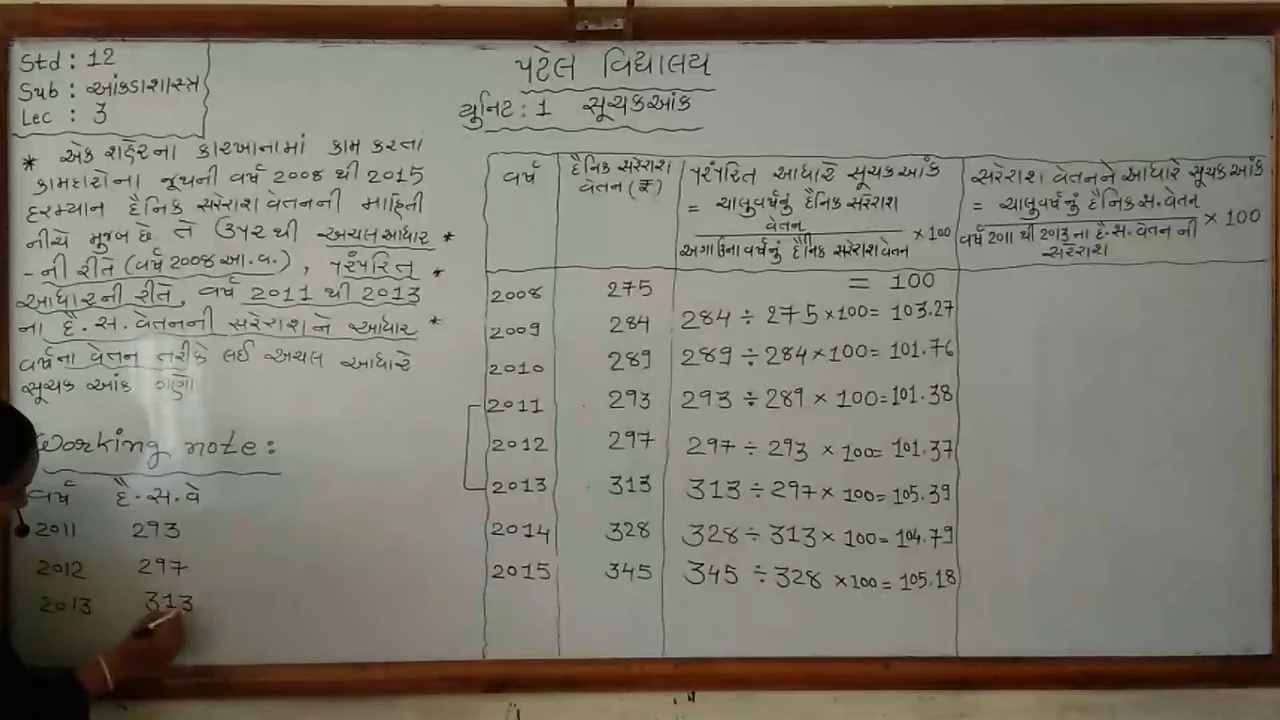 Std : 12
Sub : આંકડાશાસ્ત્ર
Lec : 3
પટેલ વિદ્યાલય
યુનિટ : 1 સૂચકઆંક
* એક શહેરના કારખાનામાં કામ કરતા
કામદારોના જૂથની વર્ષ 2008 થી 2015
દરમ્યાન દૈનિક સરેરાશ વેતનની માહિતી
નીચે મુજબ છે તે ઉપરથી અચલ આધાર *
-ની રીતે (વર્ષ 2008 આ.વ.) , પરંપરિત *
આધારની રીતે, વર્ષ 2011 થી 2013
ના દૈ. સ. વેતનની સરેરાશને આધાર *
વર્ષના વેતન તરીકે લઈ અચલ આધારે
સૂચક આંક ગણો
Working note :
વર્ષ દૈ. સ. વે
2011 293
2012 297
2013 313
વર્ષ
દૈનિક સરેરાશ
વેતન (₹)
પરંપરિત આધારે સૂચકઆંક
= ચાલુવર્ષનું દૈનિક સરેરાશ
વેતન
અગાઉના વર્ષનું દૈનિક સરેરાશ વેતન × 100
સરેરાશ વેતનને આધારે સૂચકઆંક
= ચાલુવર્ષનું દૈનિક સ. વેતન
વર્ષ 2011 થી 2013 ના દૈ. સ. વેતન ની × 100
સરેરાશ
2008 275 = 100
2009 284 284 ÷ 275 × 100 = 103.27
2010 289 289 ÷ 284 × 100 = 101.76
2011 293 293 ÷ 289 × 100 = 101.38
2012 297 297 ÷ 293 × 100 = 101.37
2013 313 313 ÷ 297 × 100 = 105.39
2014 328 328 ÷ 313 × 100 = 104.79
2015 345 345 ÷ 328 × 100 = 105.18